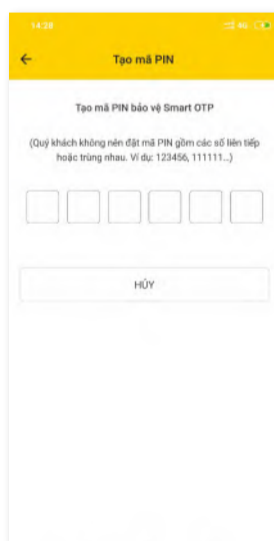 14:28
4G
Tạo mã PIN
Tạo mã PIN bảo vệ Smart OTP
(Quý khách không nên đặt mã PIN gồm các số liên tiếp
hoặc trùng nhau. Ví dụ: 123456, 111111...)
HỦY